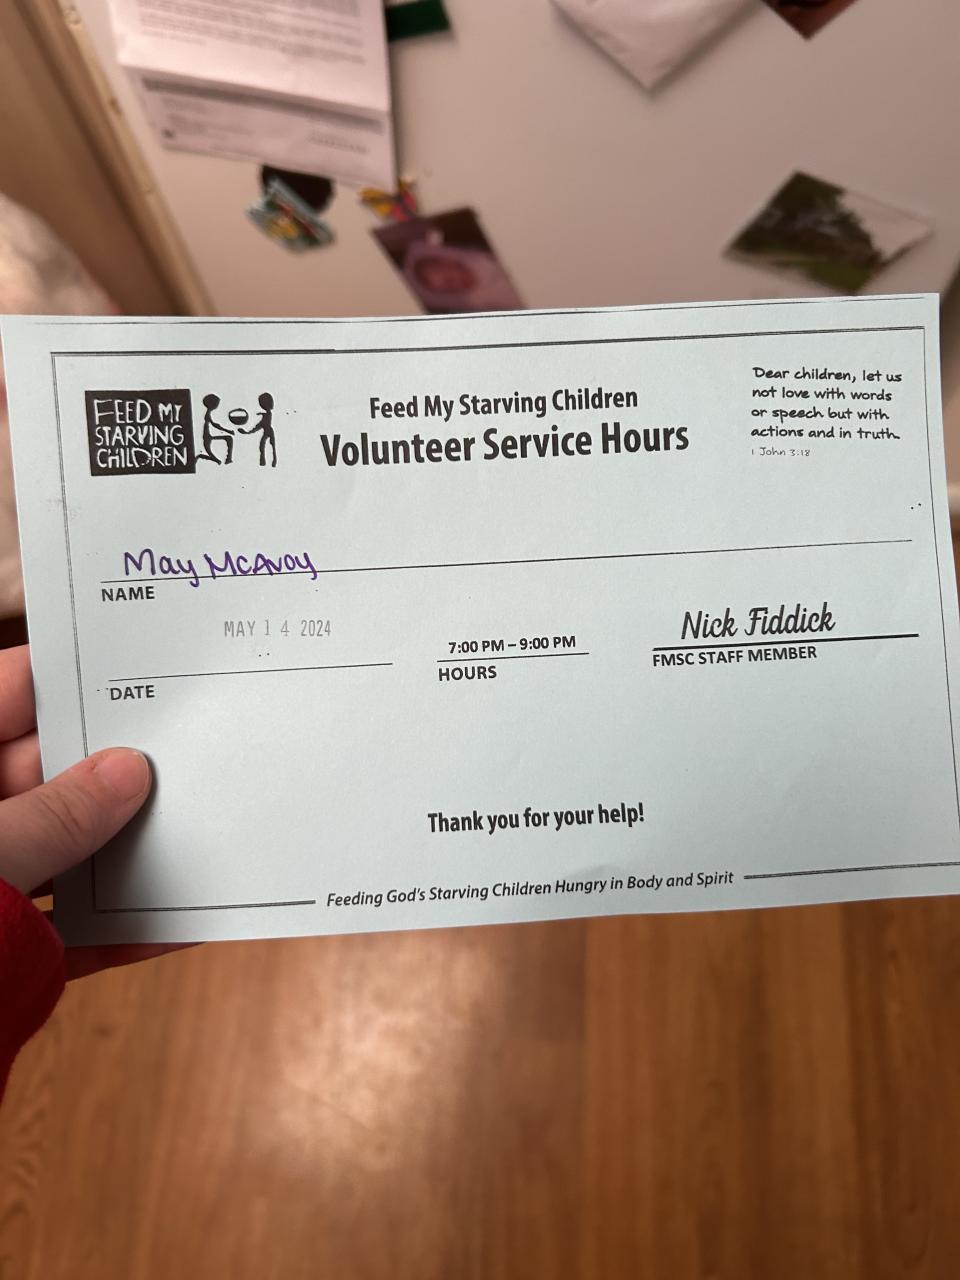 FEED MY
STARVING
CHILDREN
Feed My Starving Children
Volunteer Service Hours
Dear children, let us
not love with words
or speech but with
actions and in truth.
1 John 3:18
May McAvoy
NAME
MAY 14 2024
DATE
7:00 PM – 9:00 PM
HOURS
Nick Fiddick
FMSC STAFF MEMBER
Thank you for your help!
Feeding God's Starving Children Hungry in Body and Spirit